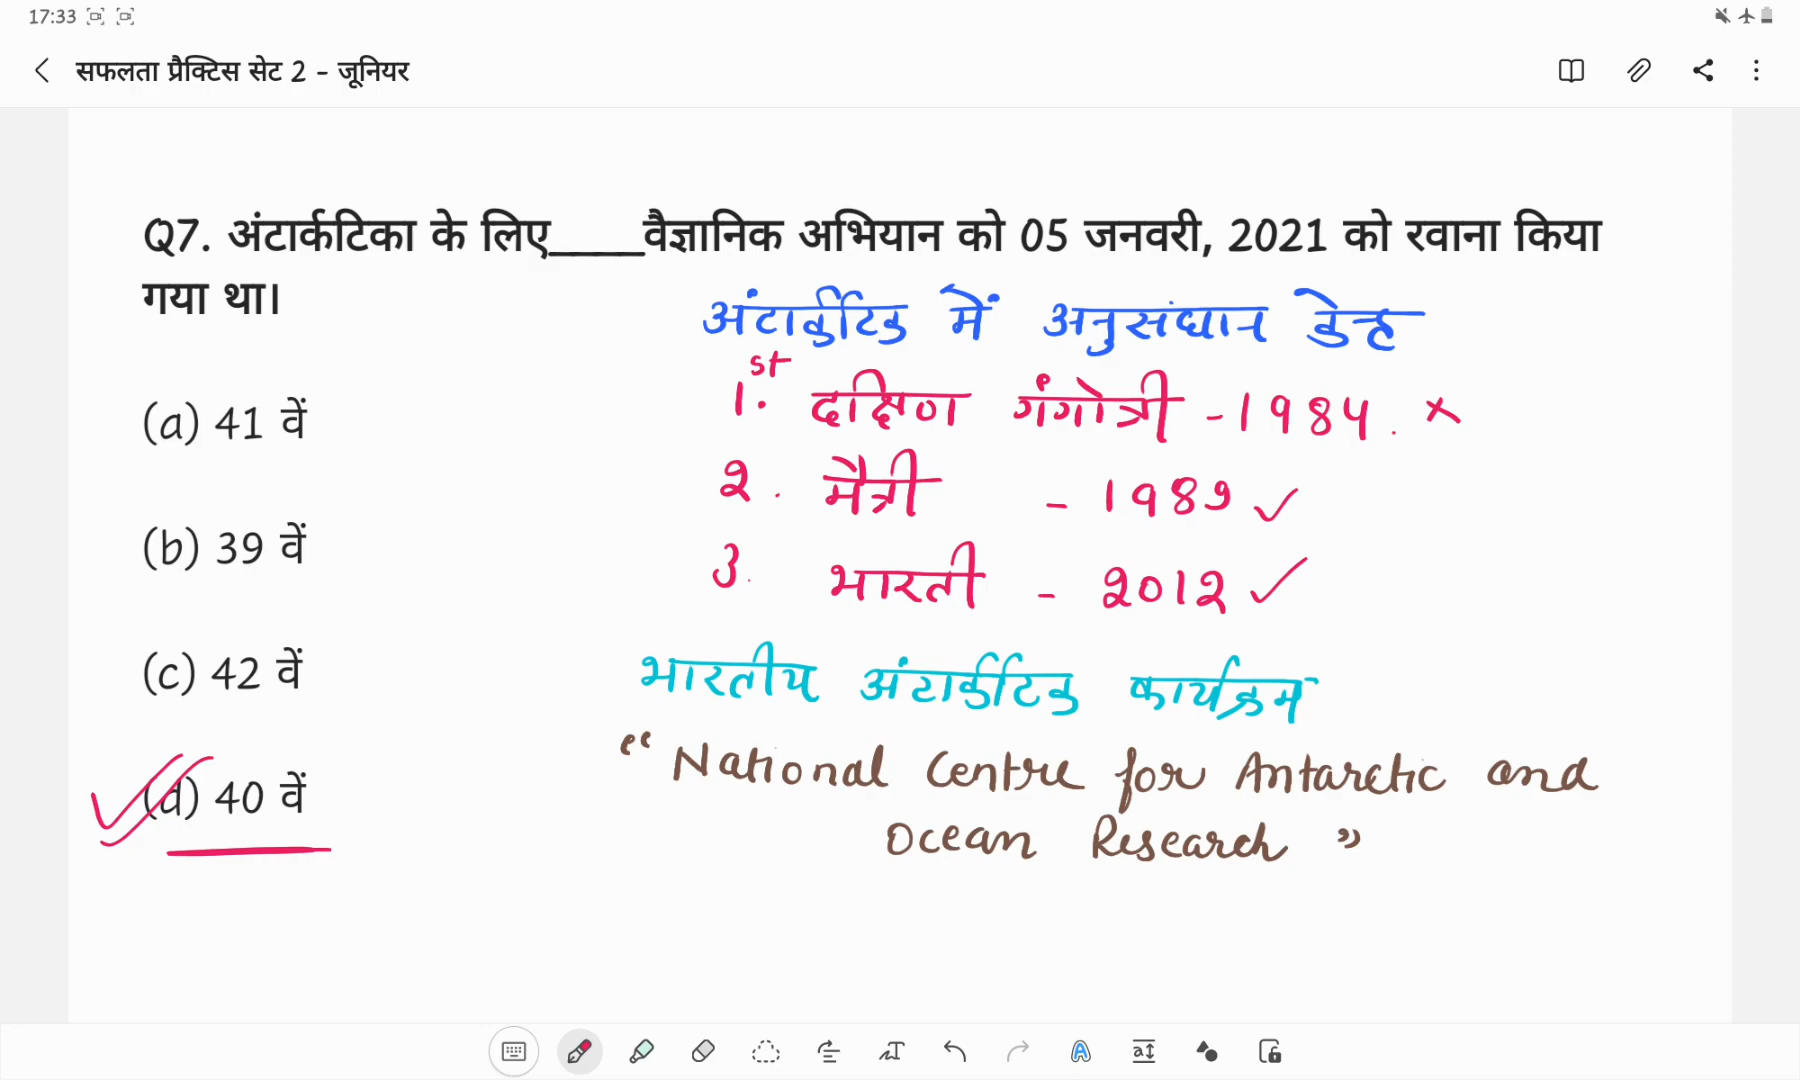 17:33
सफलता प्रैक्टिस सेट 2 - जूनियर
Q7. अंटार्कटिका के लिए____वैज्ञानिक अभियान को 05 जनवरी, 2021 को रवाना किया
गया था।
अंटार्कटिक में अनुसंधान केन्द्र
1.st दक्षिण गंगोत्री - 1984. ×
(a) 41 वें
2. मैत्री - 1989 ✓
(b) 39 वें
3. भारती - 2012 ✓
(c) 42 वें
भारतीय अंटार्कटिक कार्यक्रम
"National Centre for Antarctic and
(d) 40 वें
Ocean Research"